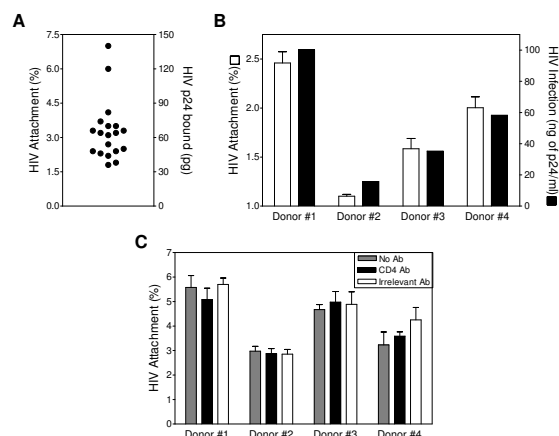 A
HIV Attachment (%)
7.5
6.0
4.5
3.0
1.5
0.0
150
120
90
60
30
0
HIV p24 bound (pg)
B
HIV Attachment (%)
2.5
2.0
1.5
1.0
100
80
60
40
20
0
HIV Infection (ng of p24/ml)
Donor #1 Donor #2 Donor #3 Donor #4
C
HIV Attachment (%)
7
6
5
4
3
2
1
0
No Ab
CD4 Ab
Irrelevant Ab
Donor #1 Donor #2 Donor #3 Donor #4